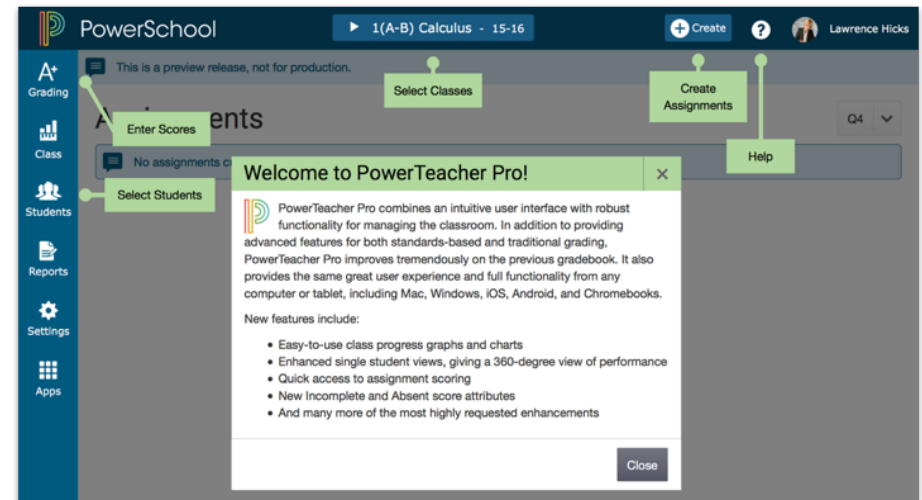 PowerSchool
1(A-B) Calculus - 15-16
Create
?
Lawrence Hicks
A+
Grading
This is a preview release, not for production.
Select Classes
Create
Assignments
Enter Scores
ents
Q4
Class
No assignments c
Help
Select Students
Students
Welcome to PowerTeacher Pro!
×
PowerTeacher Pro combines an intuitive user interface with robust
functionality for managing the classroom. In addition to providing
advanced features for both standards-based and traditional grading,
PowerTeacher Pro improves tremendously on the previous gradebook. It also
provides the same great user experience and full functionality from any
computer or tablet, including Mac, Windows, iOS, Android, and Chromebooks.
New features include:
• Easy-to-use class progress graphs and charts
• Enhanced single student views, giving a 360-degree view of performance
• Quick access to assignment scoring
• New Incomplete and Absent score attributes
• And many more of the most highly requested enhancements
Close
Reports
Settings
Apps